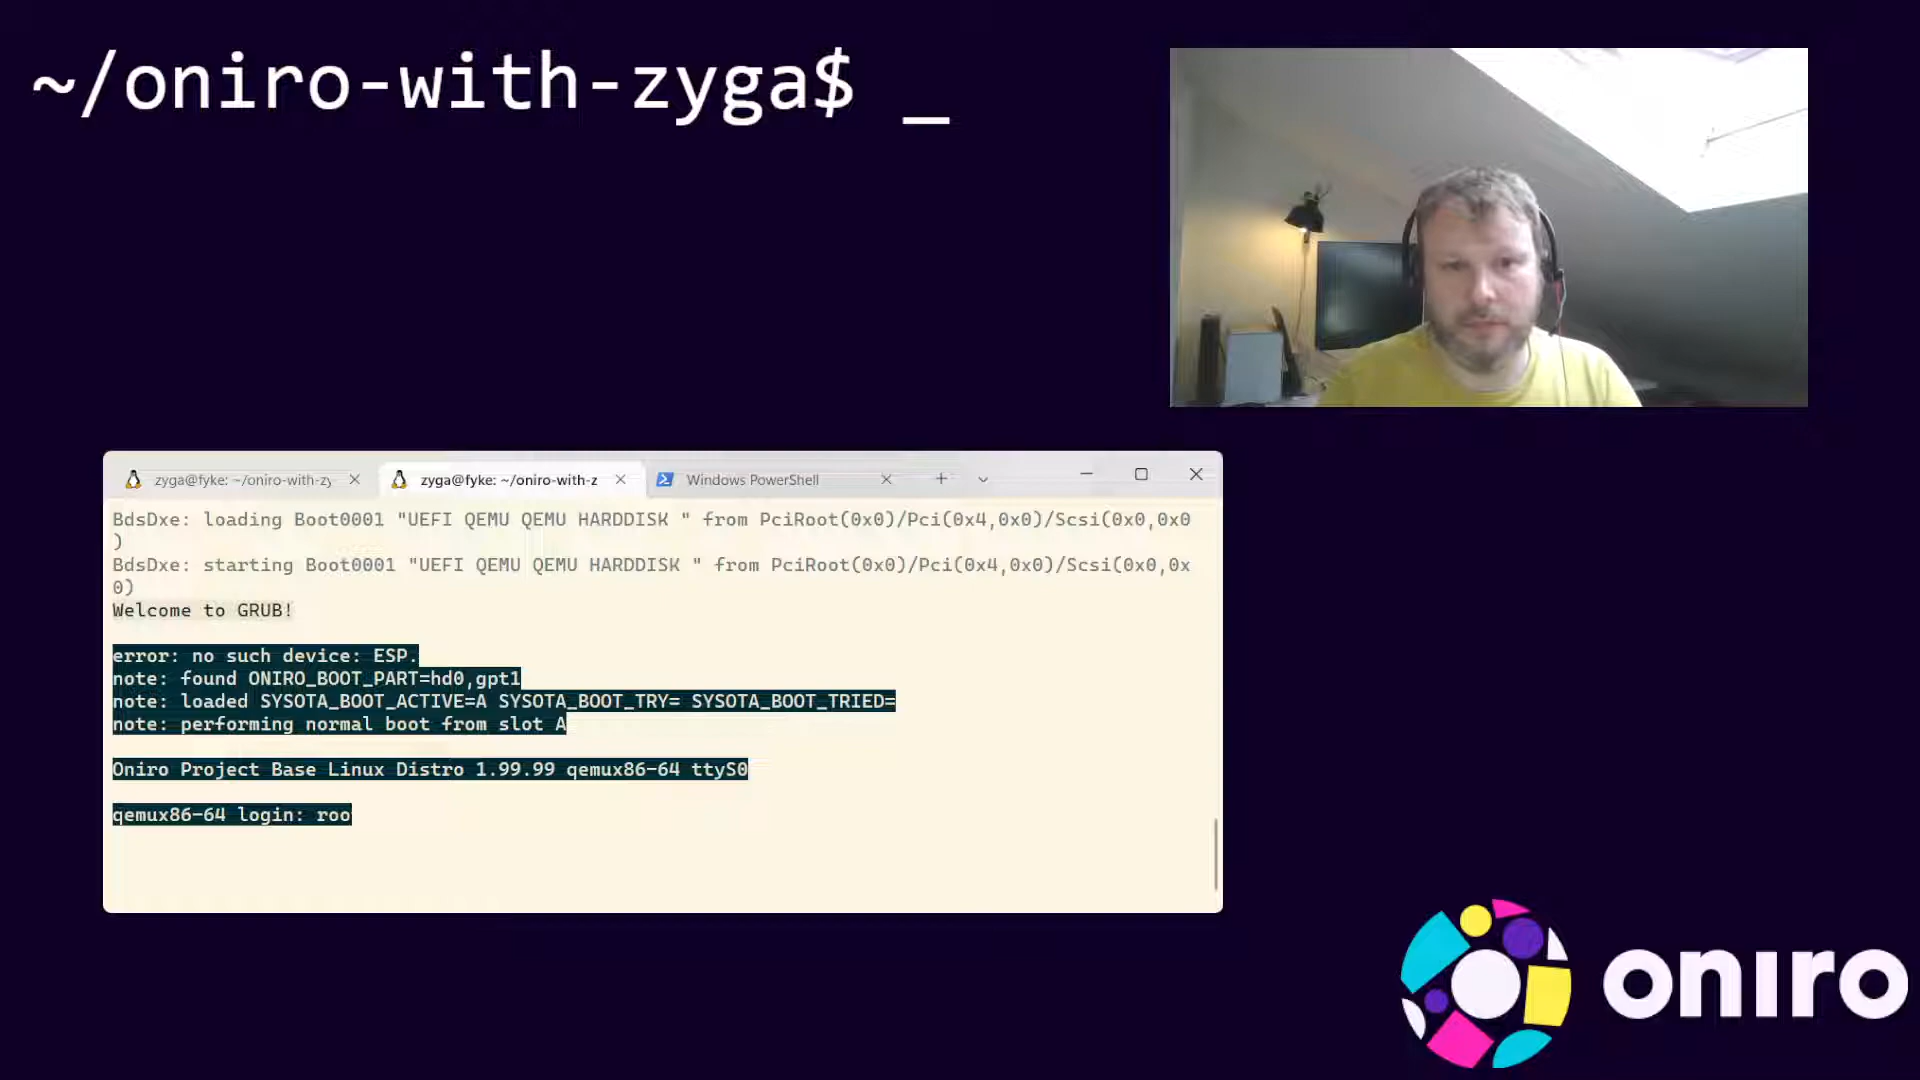 ~/oniro-with-zyga$ _
zyga@fyke: ~/oniro-with-zy
zyga@fyke: ~/oniro-with-z
Windows PowerShell
BdsDxe: loading Boot0001 "UEFI QEMU QEMU HARDDISK " from PciRoot(0x0)/Pci(0x4,0x0)/Scsi(0x0,0x0
)
BdsDxe: starting Boot0001 "UEFI QEMU QEMU HARDDISK " from PciRoot(0x0)/Pci(0x4,0x0)/Scsi(0x0,0x
0)
Welcome to GRUB!
error: no such device: ESP.
note: found ONIRO_BOOT_PART=hd0,gpt1
note: loaded SYSOTA_BOOT_ACTIVE=A SYSOTA_BOOT_TRY= SYSOTA_BOOT_TRIED=
note: performing normal boot from slot A
Oniro Project Base Linux Distro 1.99.99 qemux86-64 ttyS0
qemux86-64 login: roo
oniro